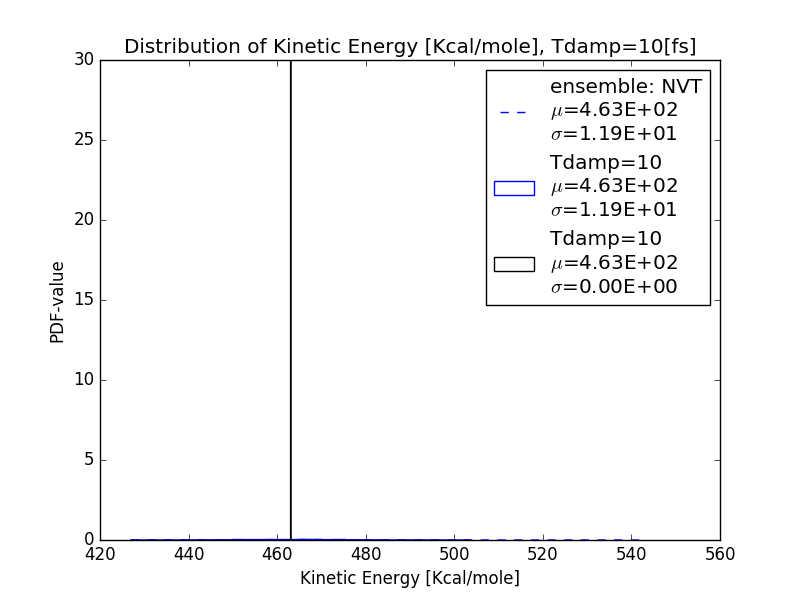 Distribution of Kinetic Energy [Kcal/mole], Tdamp=10[fs]
30
25
20
15
10
5
0
PDF-value
ensemble: NVT
μ=4.63E+02
σ=1.19E+01
Tdamp=10
μ=4.63E+02
σ=1.19E+01
Tdamp=10
μ=4.63E+02
σ=0.00E+00
420 440 460 480 500 520 540 560
Kinetic Energy [Kcal/mole]